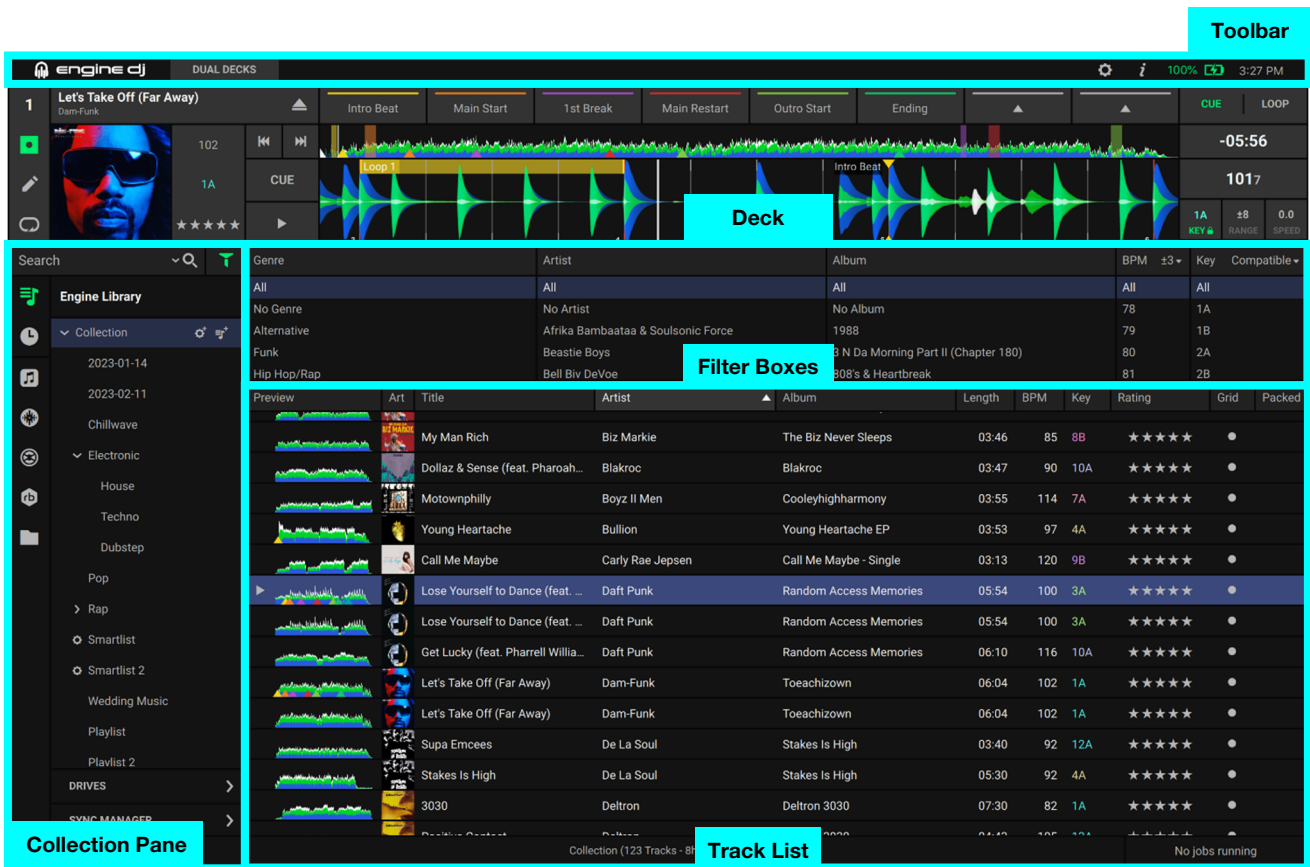 Toolbar
engine dj DUAL DECKS 100% 3:27 PM
1 Let's Take Off (Far Away)
Dam-Funk
Intro Beat Main Start 1st Break Main Restart Outro Start Ending
CUE LOOP
102
1A
CUE
Loop 1
Intro Beat
-05:56
1017
1A ±8 0.0
KEY RANGE SPEED
Deck
Search
Genre Artist Album BPM ±3 Key Compatible
All All All All All
No Genre No Artist No Album 78 1A
Alternative Afrika Bambaataa & Soulsonic Force 1988 79 1B
Funk Beastie Boys 3 N Da Morning Part II (Chapter 180) 80 2A
Hip Hop/Rap Bell Biv DeVoe 808's & Heartbreak 81 2B
Filter Boxes
Engine Library
Collection
2023-01-14
2023-02-11
Chillwave
Electronic
House
Techno
Dubstep
Pop
Rap
Smartlist
Smartlist 2
Wedding Music
Playlist
Playlist 2
DRIVES
SYNC MANAGER
Collection Pane
Preview Art Title Artist Album Length BPM Key Rating Grid Packed
My Man Rich Biz Markie The Biz Never Sleeps 03:46 85 8B
Dollaz & Sense (feat. Pharoah... Blakroc Blakroc 03:47 90 10A
Motownphilly Boyz II Men Cooleyhighharmony 03:55 114 7A
Young Heartache Bullion Young Heartache EP 03:53 97 4A
Call Me Maybe Carly Rae Jepsen Call Me Maybe - Single 03:13 120 9B
Lose Yourself to Dance (feat. ... Daft Punk Random Access Memories 05:54 100 3A
Lose Yourself to Dance (feat. ... Daft Punk Random Access Memories 05:54 100 3A
Get Lucky (feat. Pharrell Willia... Daft Punk Random Access Memories 06:10 116 10A
Let's Take Off (Far Away) Dam-Funk Toeachizown 06:04 102 1A
Let's Take Off (Far Away) Dam-Funk Toeachizown 06:04 102 1A
Supa Emcees De La Soul Stakes Is High 03:40 92 12A
Stakes Is High De La Soul Stakes Is High 05:30 92 4A
3030 Deltron Deltron 3030 07:30 82 1A
Collection (123 Tracks - 8h
No jobs running
Track List